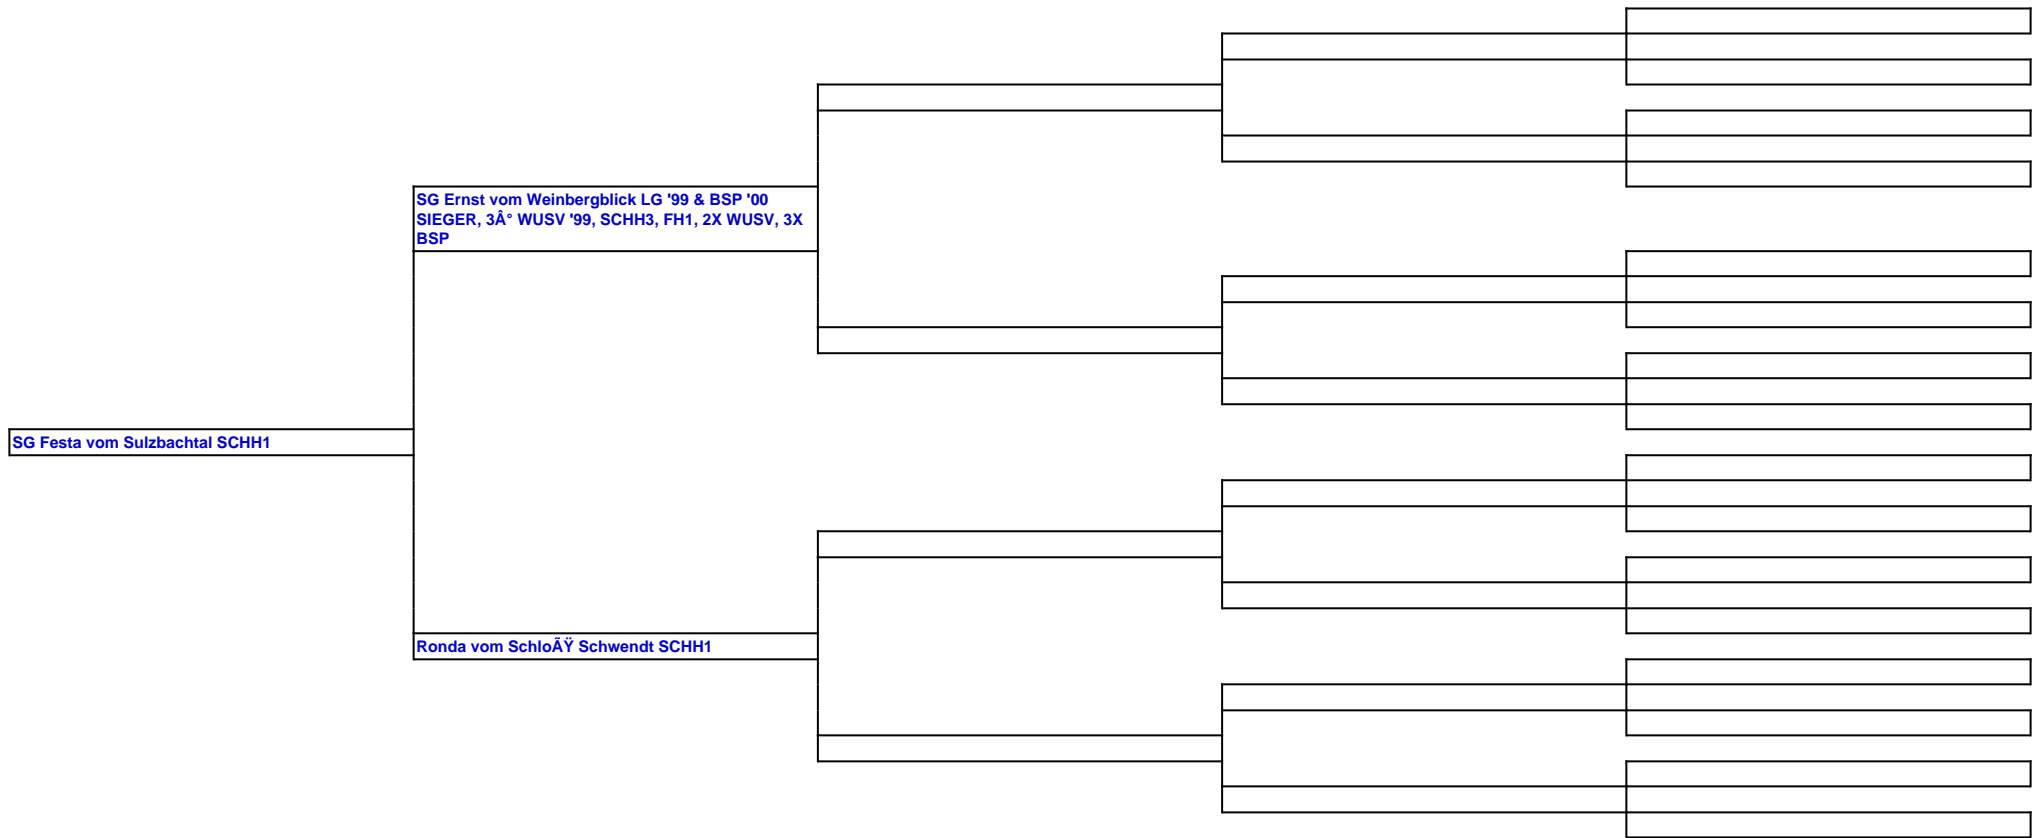 SG Ernst vom Weinbergblick LG '99 & BSP '00
SIEGER, 3Â° WUSV '99, SCHH3, FH1, 2X WUSV, 3X
BSP
SG Festa vom Sulzbachtal SCHH1
Ronda vom SchloÃŸ Schwendt SCHH1